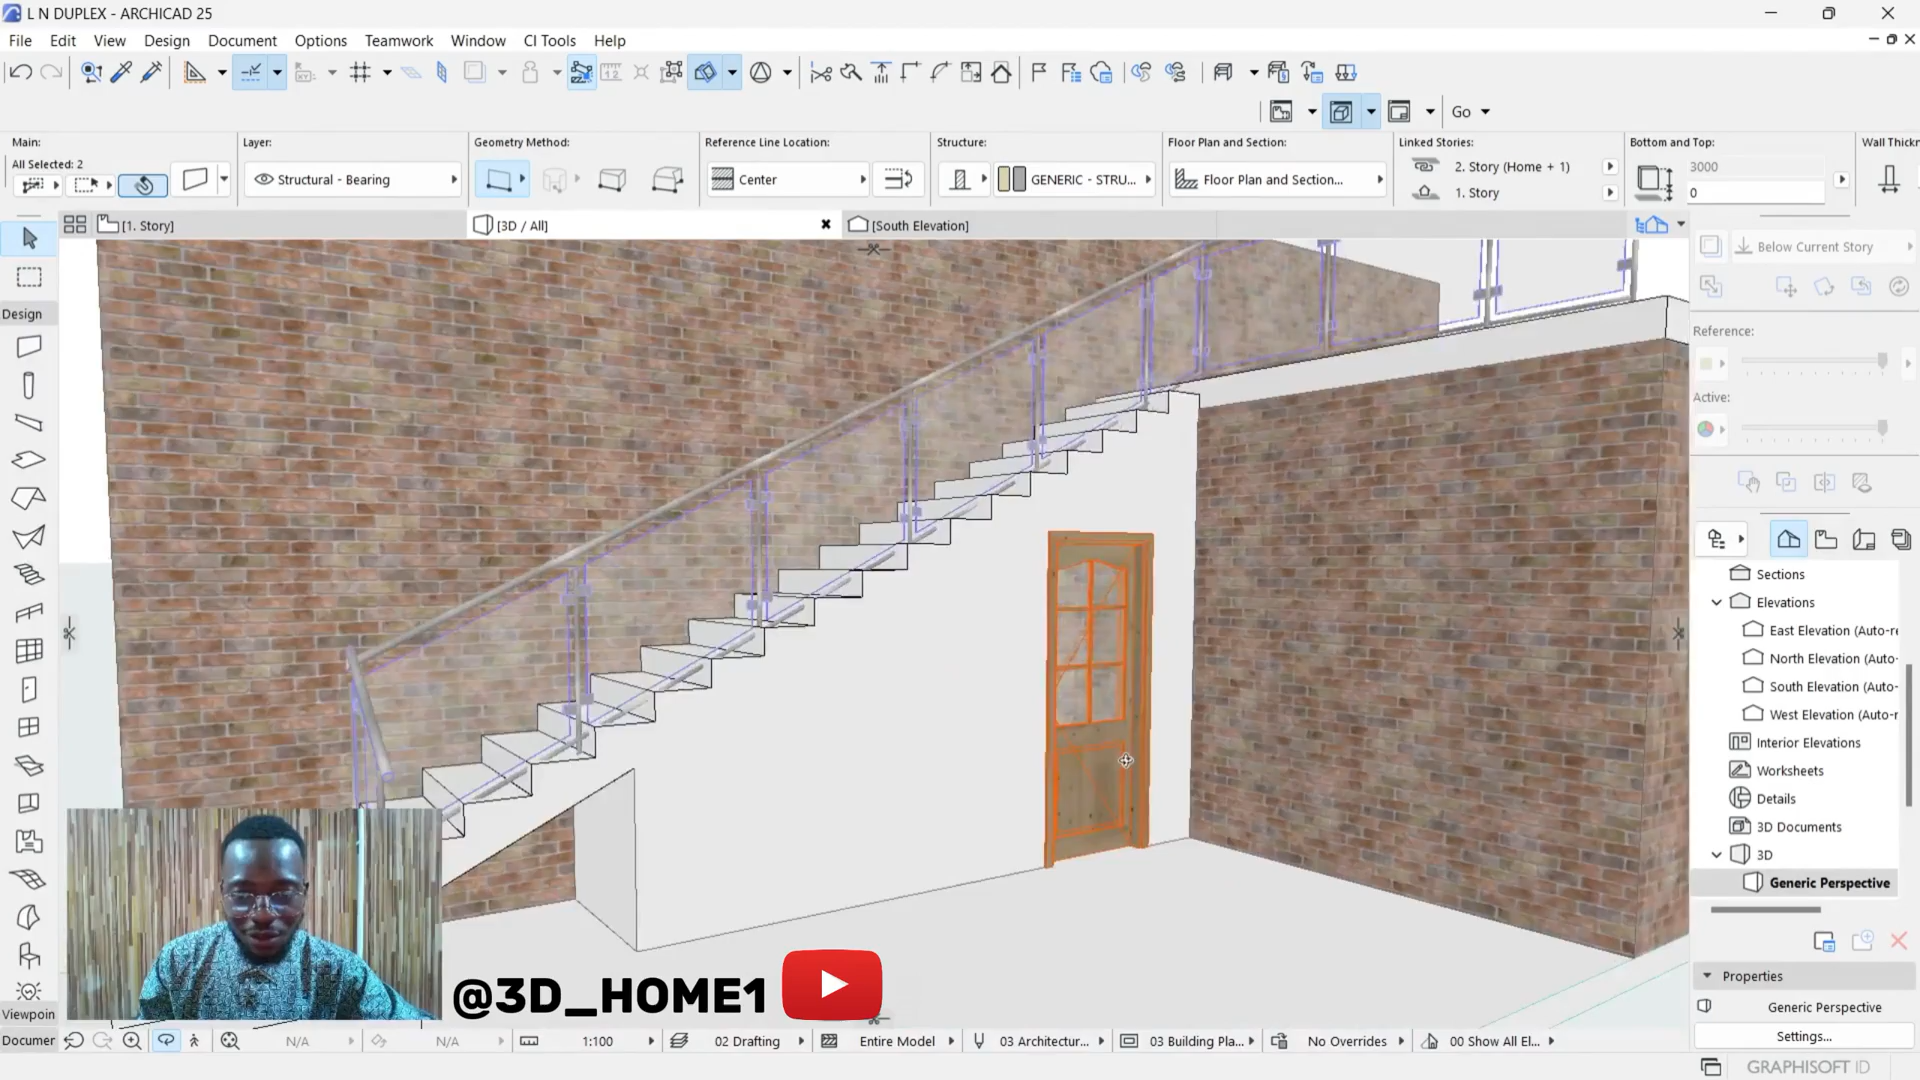 L N DUPLEX - ARCHICAD 25
File Edit View Design Document Options Teamwork Window CI Tools Help
Go
Main:
All Selected: 2
Layer:
Structural - Bearing
Geometry Method:
Reference Line Location:
Center
Structure:
GENERIC - STRU...
Floor Plan and Section:
Floor Plan and Section...
Linked Stories:
2. Story (Home + 1)
1. Story
Bottom and Top:
3000
0
Wall Thickn
[1. Story]
[3D / All]
[South Elevation]
Design
Viewpoin
Documer
Below Current Story
Reference:
Active:
Sections
Elevations
East Elevation (Auto-re
North Elevation (Auto-
South Elevation (Auto-
West Elevation (Auto-r
Interior Elevations
Worksheets
Details
3D Documents
3D
Generic Perspective
Properties
Generic Perspective
Settings...
@3D_HOME1
N/A
N/A
1:100
02 Drafting
Entire Model
03 Architectur...
03 Building Pla...
No Overrides
00 Show All El...
GRAPHISOFT ID